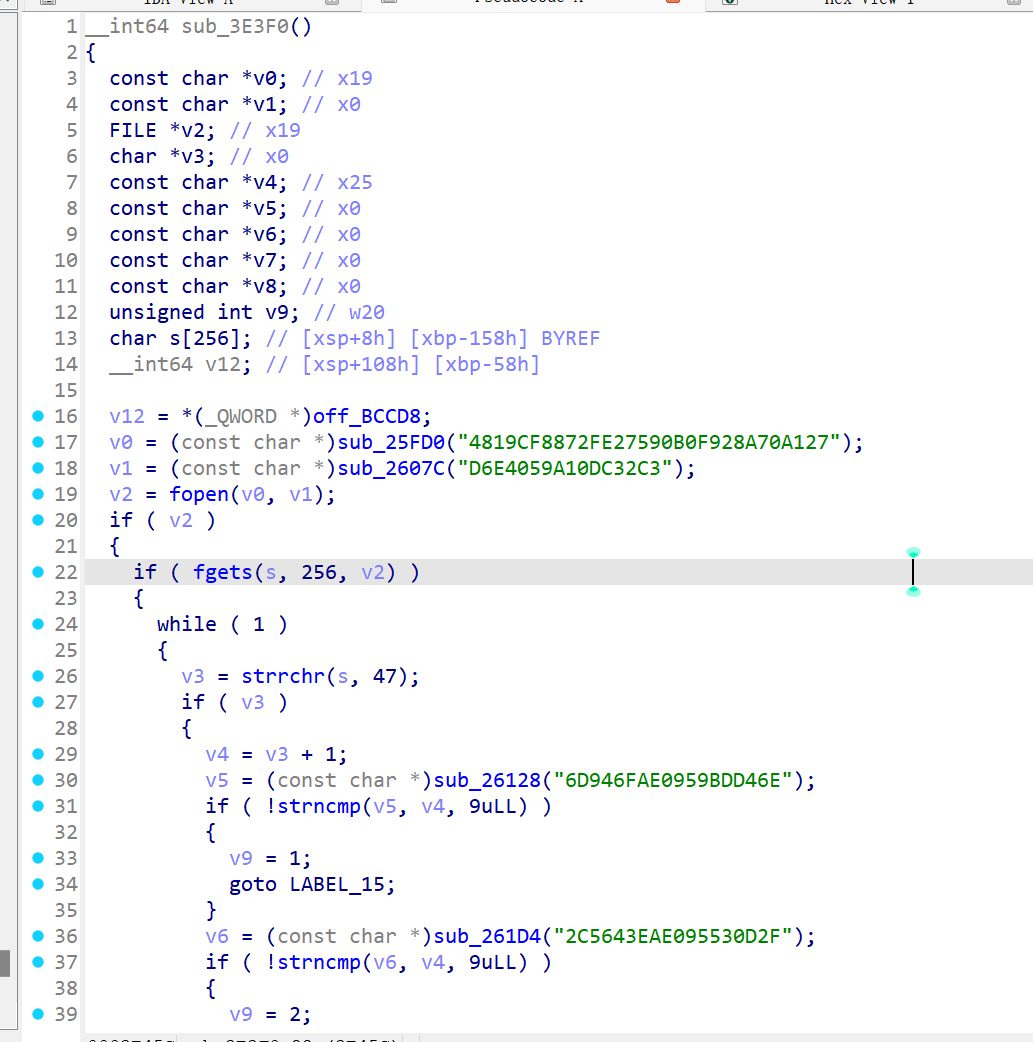 1 __int64 sub_3E3F0()
2 {
3 const char *v0; // x19
4 const char *v1; // x0
5 FILE *v2; // x19
6 char *v3; // x0
7 const char *v4; // x25
8 const char *v5; // x0
9 const char *v6; // x0
10 const char *v7; // x0
11 const char *v8; // x0
12 unsigned int v9; // w20
13 char s[256]; // [xsp+8h] [xbp-158h] BYREF
14 __int64 v12; // [xsp+108h] [xbp-58h]
15
16 v12 = *(_QWORD *)off_BCCD8;
17 v0 = (const char *)sub_25FD0("4819CF8872FE27590B0F928A70A127");
18 v1 = (const char *)sub_2607C("D6E4059A10DC32C3");
19 v2 = fopen(v0, v1);
20 if ( v2 )
21 {
22 if ( fgets(s, 256, v2) )
23 {
24 while ( 1 )
25 {
26 v3 = strrchr(s, 47);
27 if ( v3 )
28 {
29 v4 = v3 + 1;
30 v5 = (const char *)sub_26128("6D946FAE0959BDD46E");
31 if ( !strncmp(v5, v4, 9uLL) )
32 {
33 v9 = 1;
34 goto LABEL_15;
35 }
36 v6 = (const char *)sub_261D4("2C5643EAE095530D2F");
37 if ( !strncmp(v6, v4, 9uLL) )
38 {
39 v9 = 2;